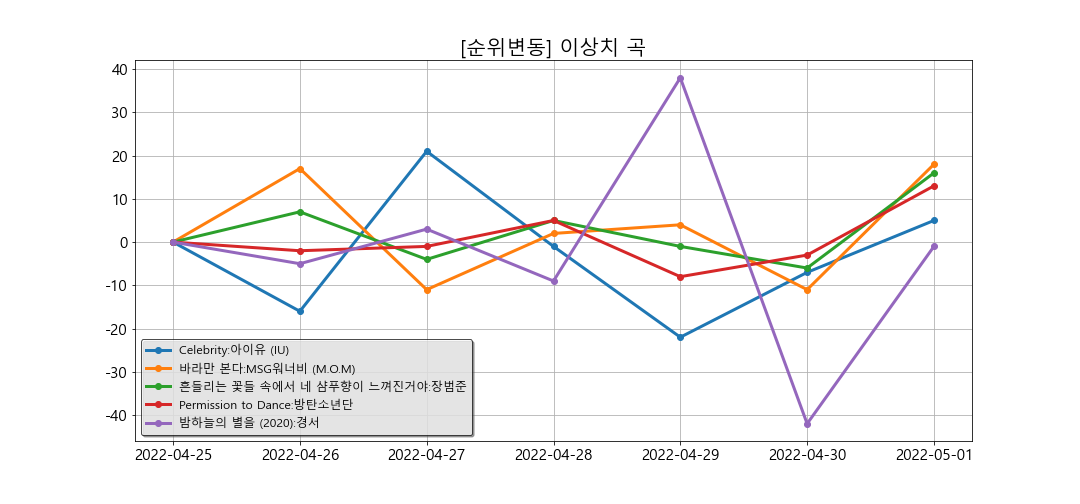 [순위변동] 이상치 곡
40
30
20
10
0
-10
-20
-30
-40
Celebrity:아이유 (IU)
바라만 본다:MSG워너비 (M.O.M)
흔들리는 꽃들 속에서 네 샴푸향이 느껴진거야:장범준
Permission to Dance:방탄소년단
밤하늘의 별을 (2020):경서
2022-04-25 2022-04-26 2022-04-27 2022-04-28 2022-04-29 2022-04-30 2022-05-01